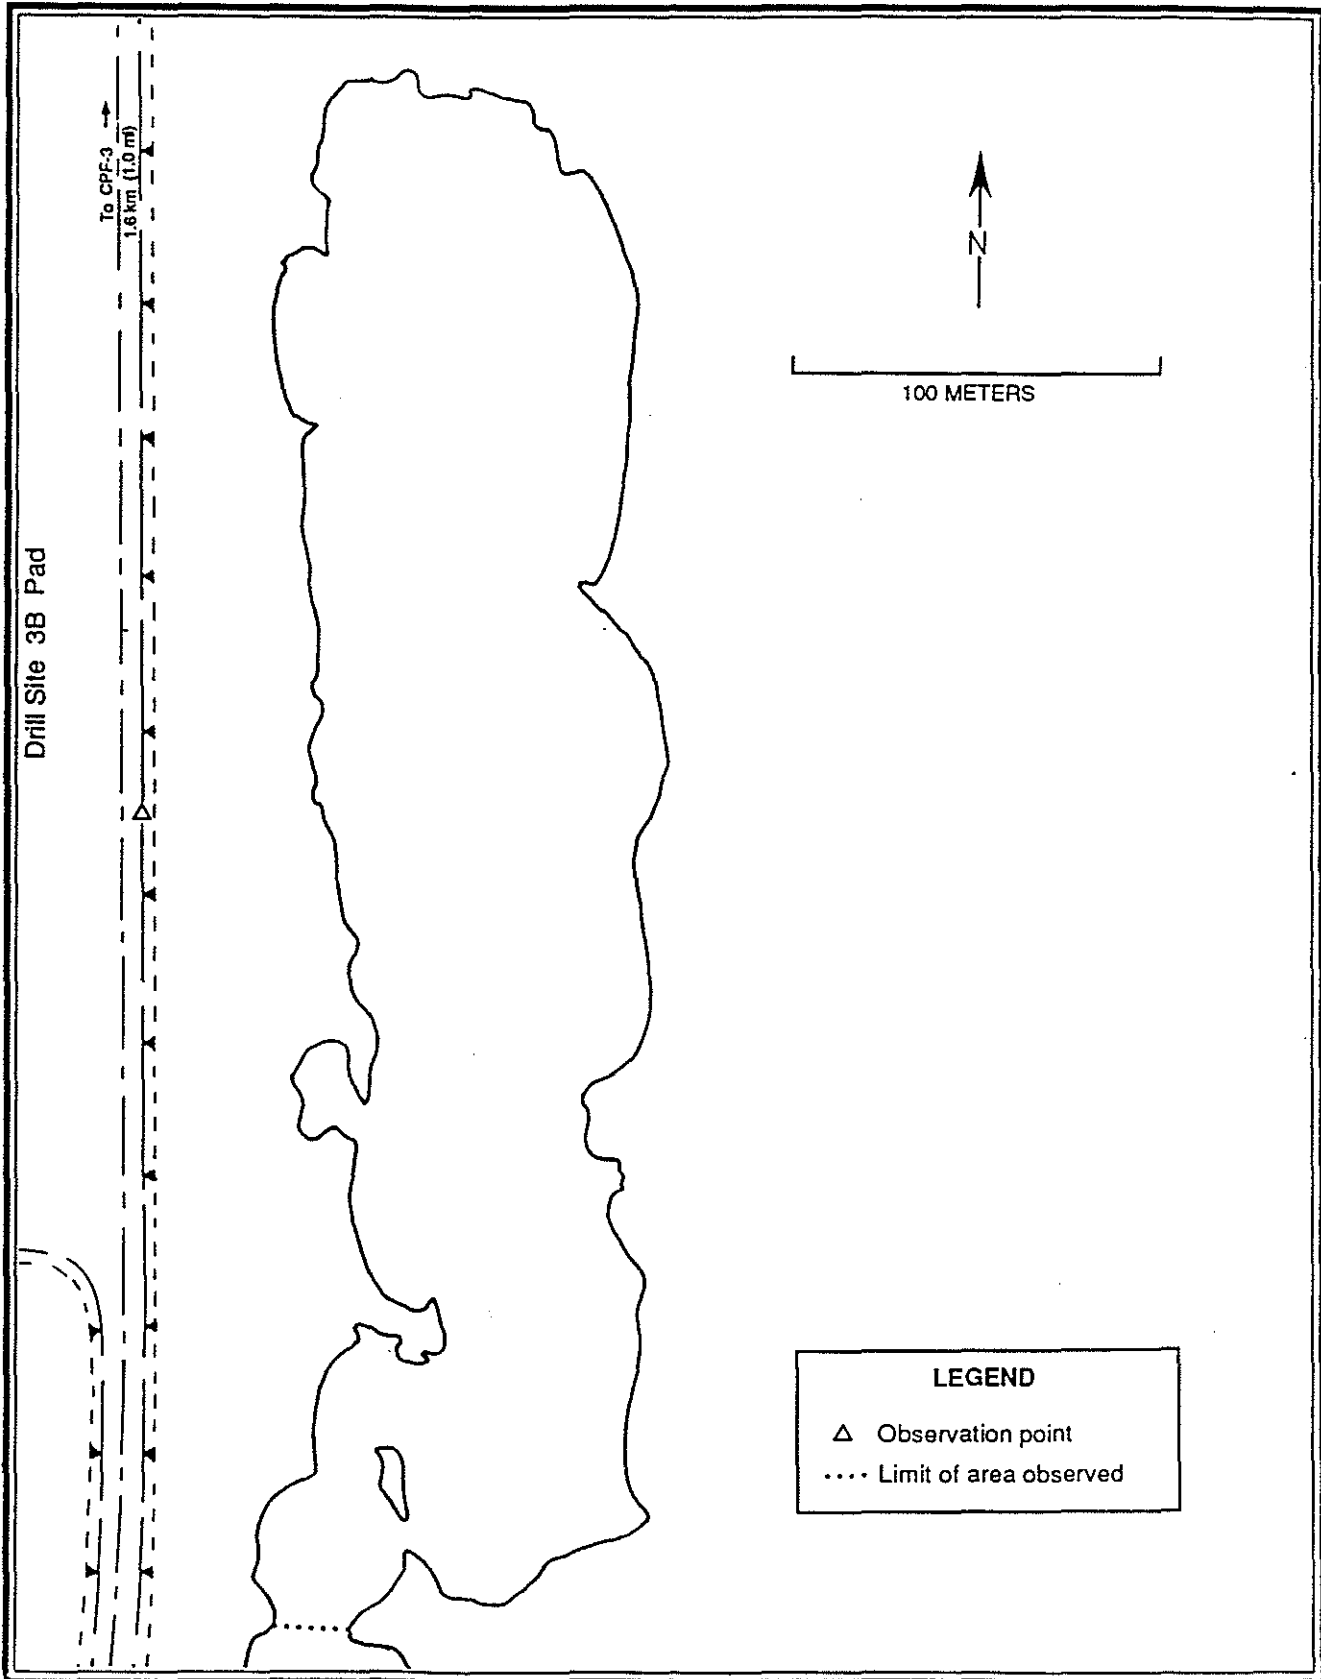 To CPF-3 →
1.6 km (1.0 mi)
N
100 METERS
Drill Site 3B Pad
LEGEND
△ Observation point
.... Limit of area observed